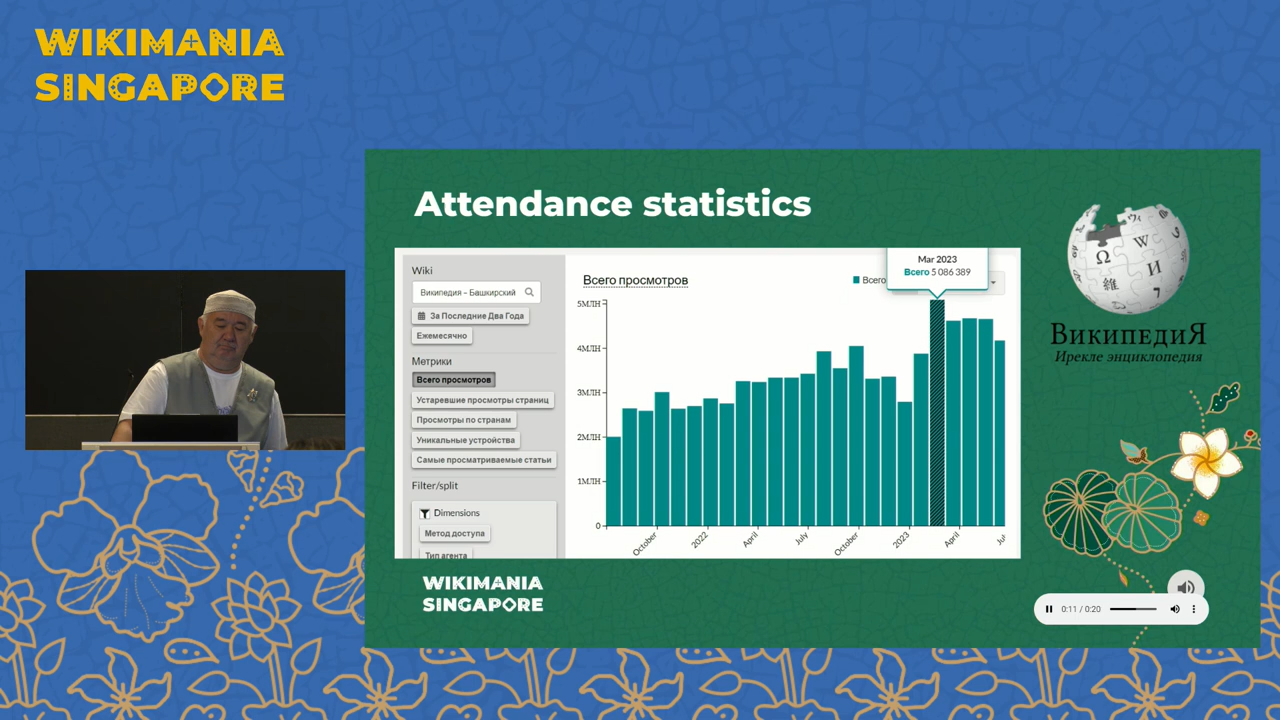 WIKIMANIA
SINGAPORE
Attendance statistics
Wiki
Википедия – Башкирский
За Последние Два Года
Ежемесячно
Метрики
Всего просмотров
Устаревшие просмотры страниц
Просмотры по странам
Уникальные устройства
Самые просматриваемые статьи
Filter/split
Dimensions
Метод доступа
Тип агента
Всего просмотров
Всего
Mar 2023
Всего 5 086 389
5МЛН
4МЛН
3МЛН
2МЛН
1МЛН
0
October
2022
April
July
October
2023
April
Ju
W
Ω
И
維
ВикипедиЯ
Ирекле энциклопедия
WIKIMANIA
SINGAPORE
0:11 / 0:20